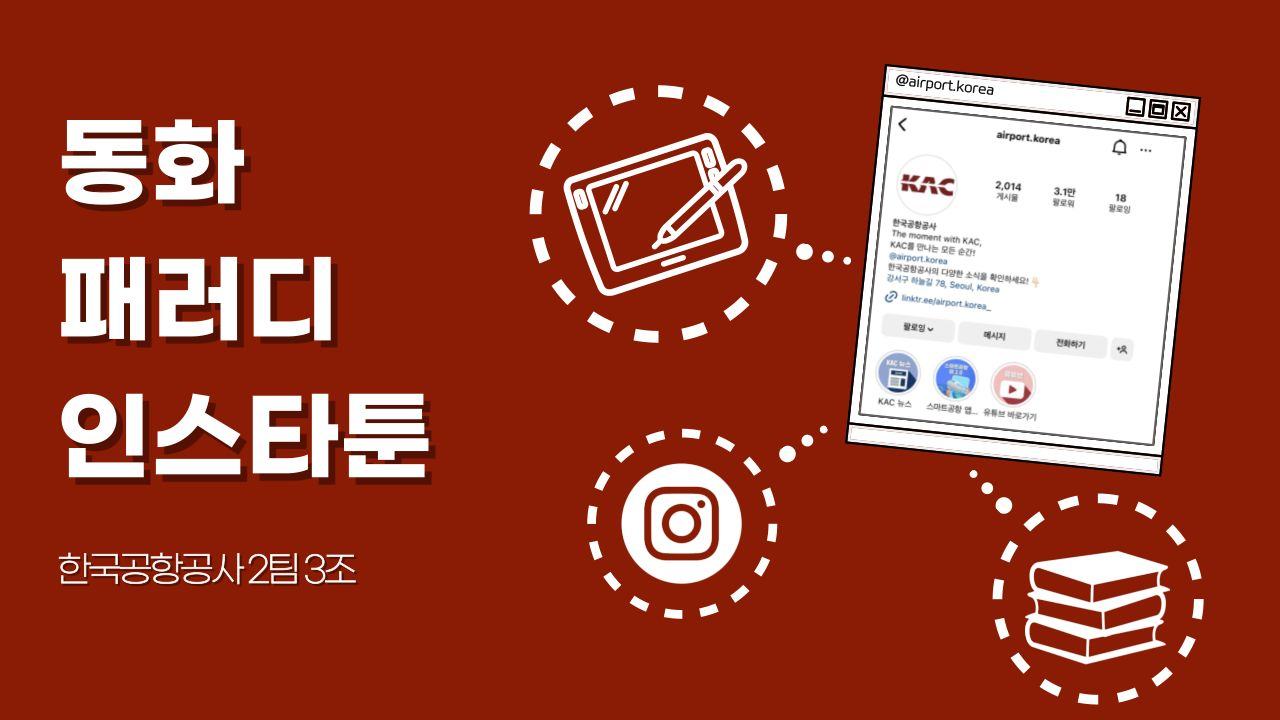 동화
패러디
인스타툰
한국공항공사 2팀 3조
@airport.korea
airport.korea
KAC
2,014
게시물
3.1만
팔로워
18
팔로잉
한국공항공사
The moment with KAC,
KAC를 만나는 모든 순간!
@airport.korea
한국공항공사의 다양한 소식을 확인하세요! 👇🏻
강서구 하늘길 78, Seoul, Korea
linktr.ee/airport.korea_
팔로잉
메시지
전화하기
KAC 뉴스
KAC 뉴스
스마트공항 앱...
유튜브 바로가기